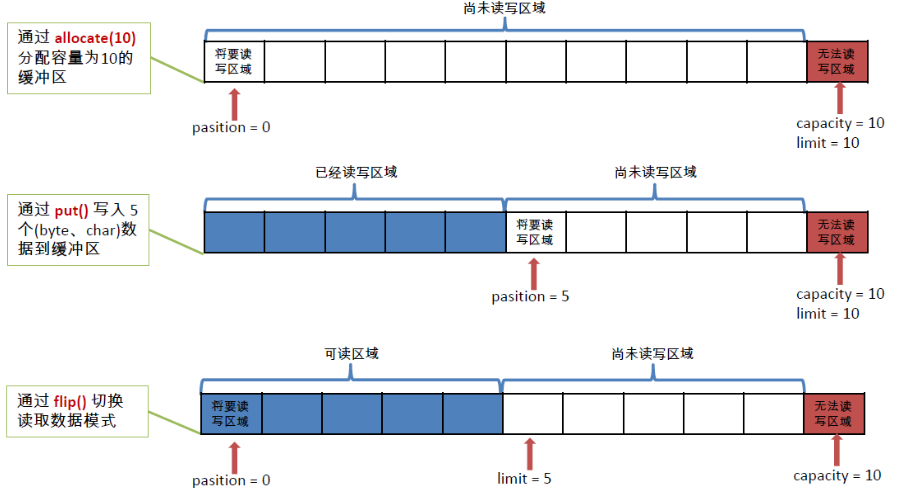 尚未读写区域
通过 allocate(10)
分配容量为10的
缓冲区
将要读
写区域
无法读
写区域
pasition = 0
capacity = 10
limit = 10
已经读写区域
尚未读写区域
通过 put() 写入 5
个(byte、char)数
据到缓冲区
将要读
写区域
无法读
写区域
pasition = 5
capacity = 10
limit = 10
可读区域
尚未读写区域
通过 flip() 切换
读取数据模式
将要读
写区域
无法读
写区域
pasition = 0
limit = 5
capacity = 10